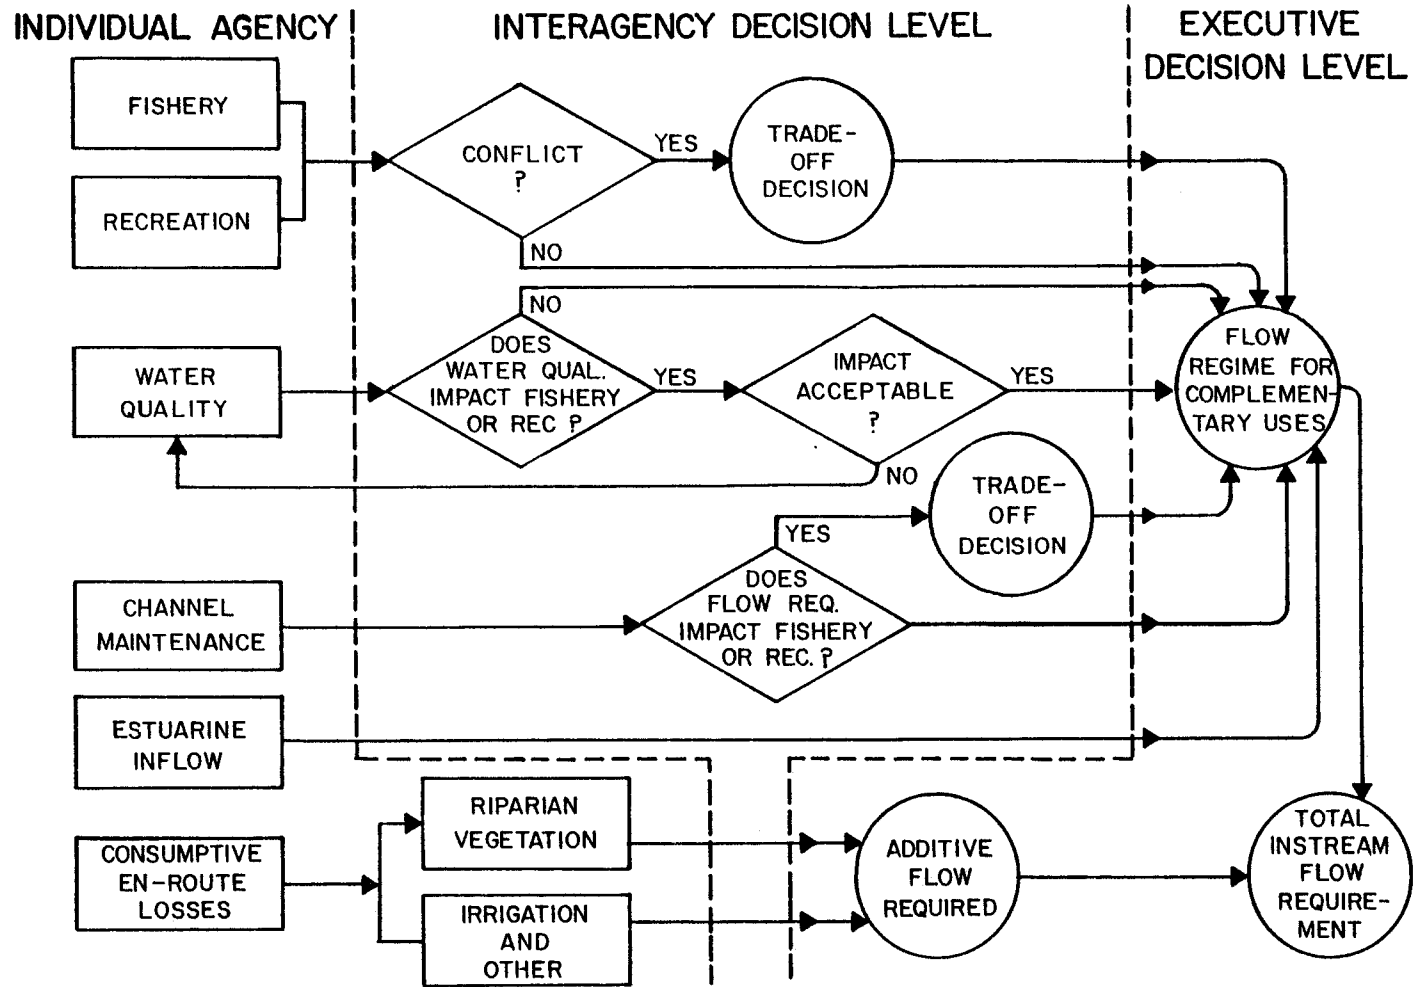 INDIVIDUAL AGENCY
INTERAGENCY DECISION LEVEL
EXECUTIVE
DECISION LEVEL
FISHERY
RECREATION
CONFLICT
?
YES
TRADE-
OFF
DECISION
NO
NO
WATER
QUALITY
DOES
WATER QUAL.
IMPACT FISHERY
OR REC ?
YES
IMPACT
ACCEPTABLE
?
YES
NO
FLOW
REGIME FOR
COMPLEMEN-
TARY USES
CHANNEL
MAINTENANCE
DOES
FLOW REQ.
IMPACT FISHERY
OR REC. ?
YES
TRADE-
OFF
DECISION
ESTUARINE
INFLOW
CONSUMPTIVE
EN-ROUTE
LOSSES
RIPARIAN
VEGETATION
IRRIGATION
AND
OTHER
ADDITIVE
FLOW
REQUIRED
TOTAL
INSTREAM
FLOW
REQUIRE-
MENT